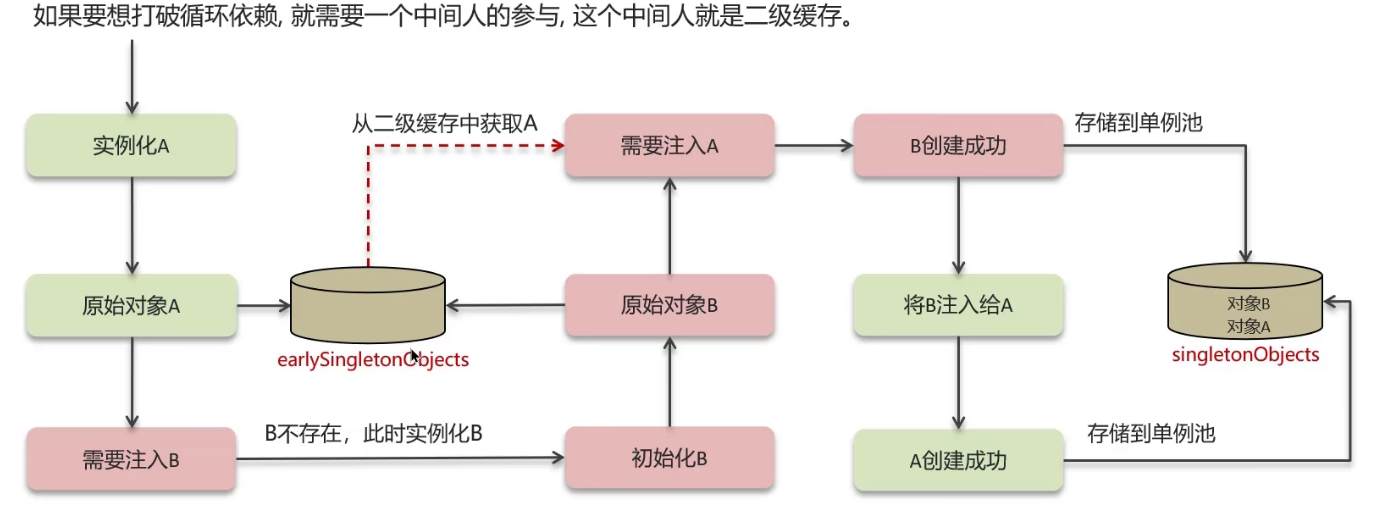 如果要想打破循环依赖, 就需要一个中间人的参与, 这个中间人就是二级缓存。
从二级缓存中获取A
存储到单例池
实例化A
需要注入A
B创建成功
原始对象A
原始对象B
将B注入给A
对象B
对象A
earlySingletonObjects
singletonObjects
B不存在，此时实例化B
存储到单例池
需要注入B
初始化B
A创建成功